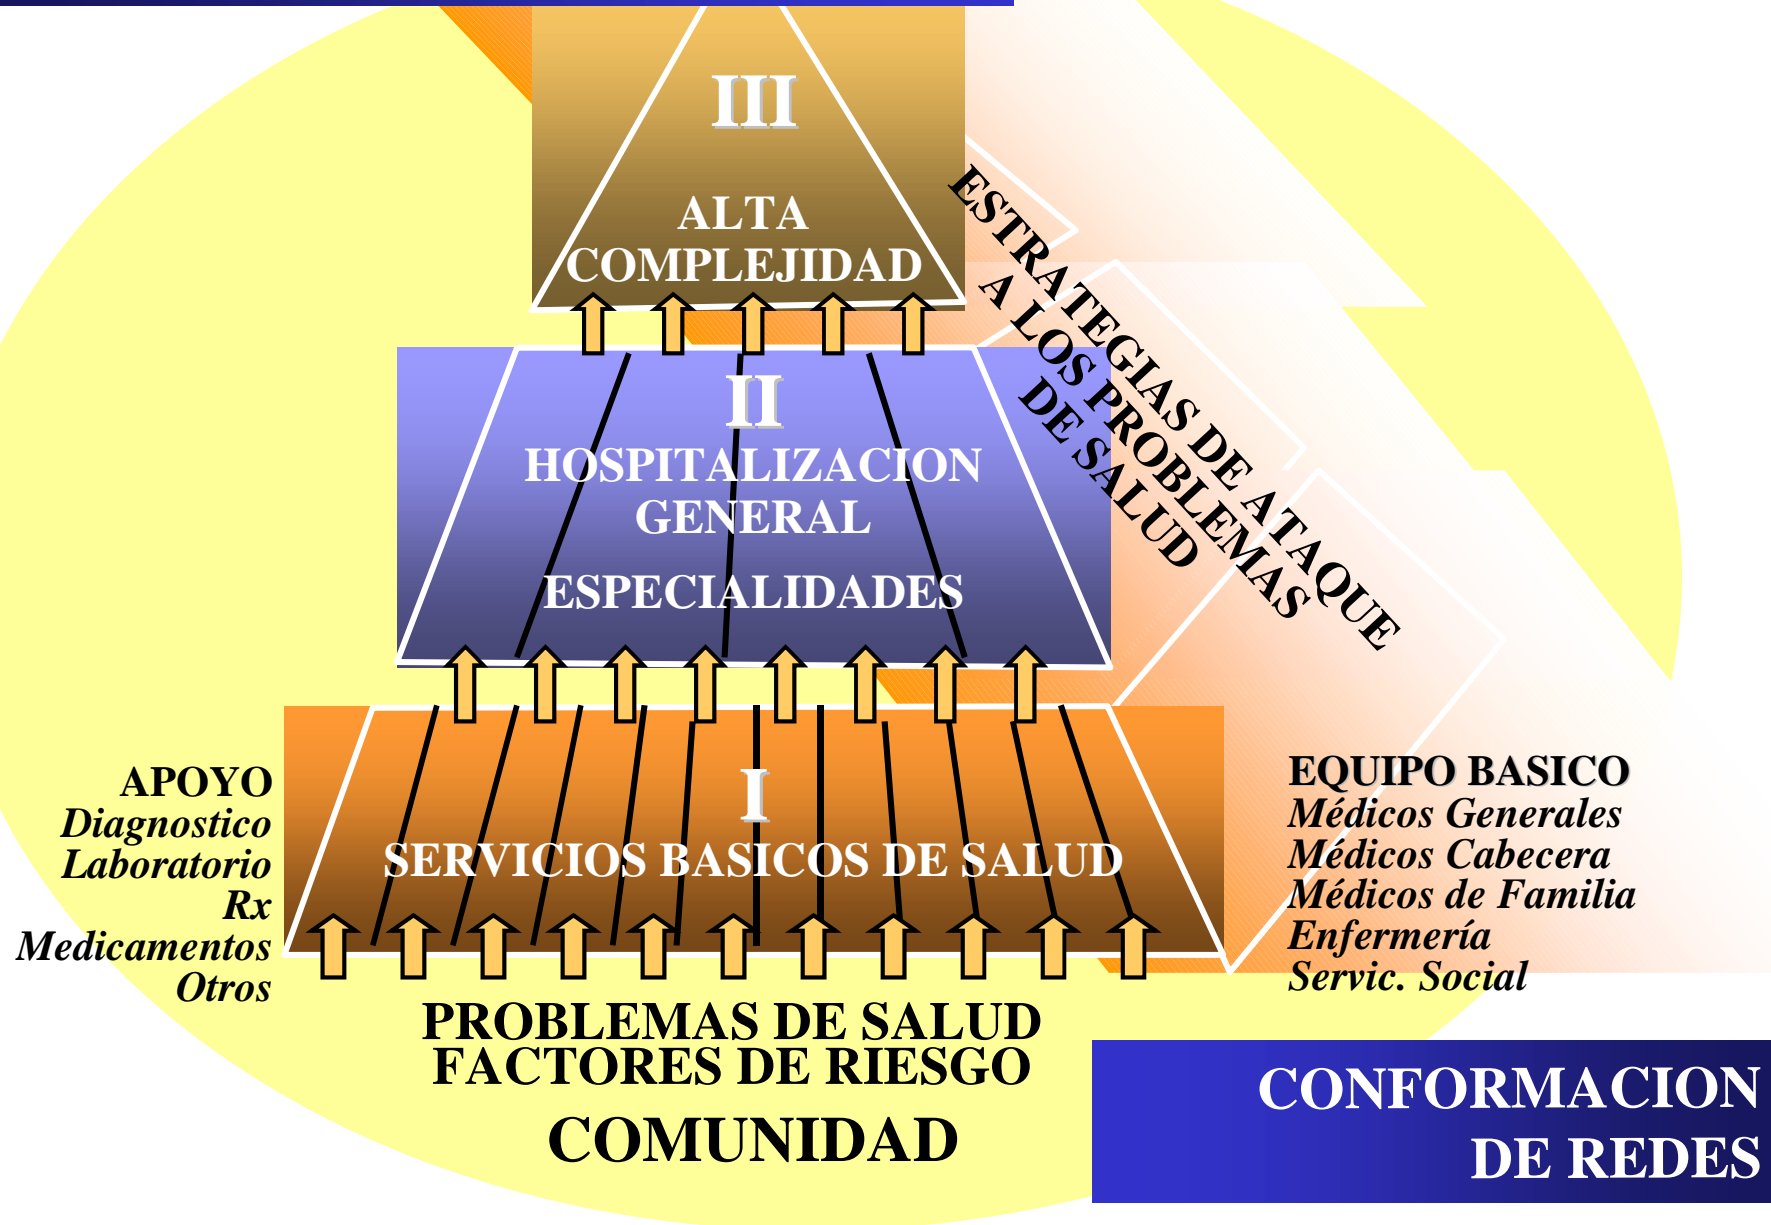 III
ALTA
COMPLEJIDAD
ESTRATEGIAS DE ATAQUE
A LOS PROBLEMAS
DE SALUD
II
HOSPITALIZACION
GENERAL
ESPECIALIDADES
I
SERVICIOS BASICOS DE SALUD
APOYO
Diagnostico
Laboratorio
Rx
Medicamentos
Otros
EQUIPO BASICO
Médicos Generales
Médicos Cabecera
Médicos de Familia
Enfermería
Servic. Social
PROBLEMAS DE SALUD
FACTORES DE RIESGO
COMUNIDAD
CONFORMACION
DE REDES